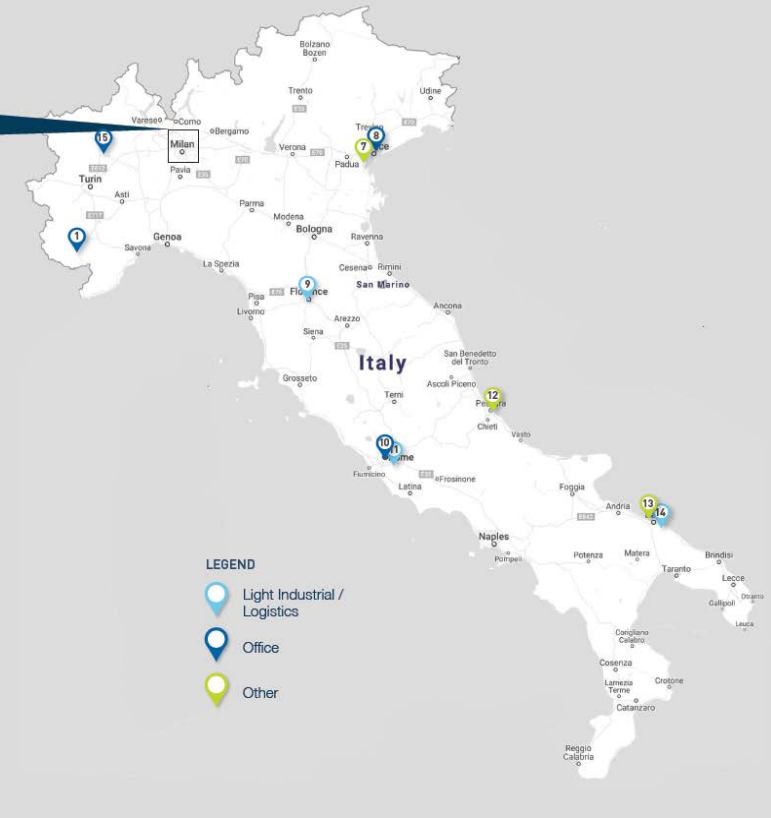 Bolzano
Bozen
Trento
Udine
Varese
Como
Bergamo
Milan
Verona
E70
E70
Padua
Pavia
15
8
7
Turin
Asti
Parma
Modena
Bologna
Ravenna
1
Genoa
Savona
La Spezia
Cesena
Rimini
San Marino
9
Pisa
Livorno
Arezzo
Siena
Ancona
Italy
San Benedetto
del Tronto
Ascoli Piceno
Grosseto
Terni
12
Chieti
Vasto
10
11
Fiumicino
Frosinone
Latina
Foggia
Andria
13
14
Naples
Pompeii
Potenza
Matera
Brindisi
Taranto
Lecce
Gallipoli
Otranto
Leuca
LEGEND
Light Industrial /
Logistics
Office
Other
Corigliano
Calabro
Cosenza
Lamezia
Terme
Crotone
Catanzaro
Reggio
Calabria